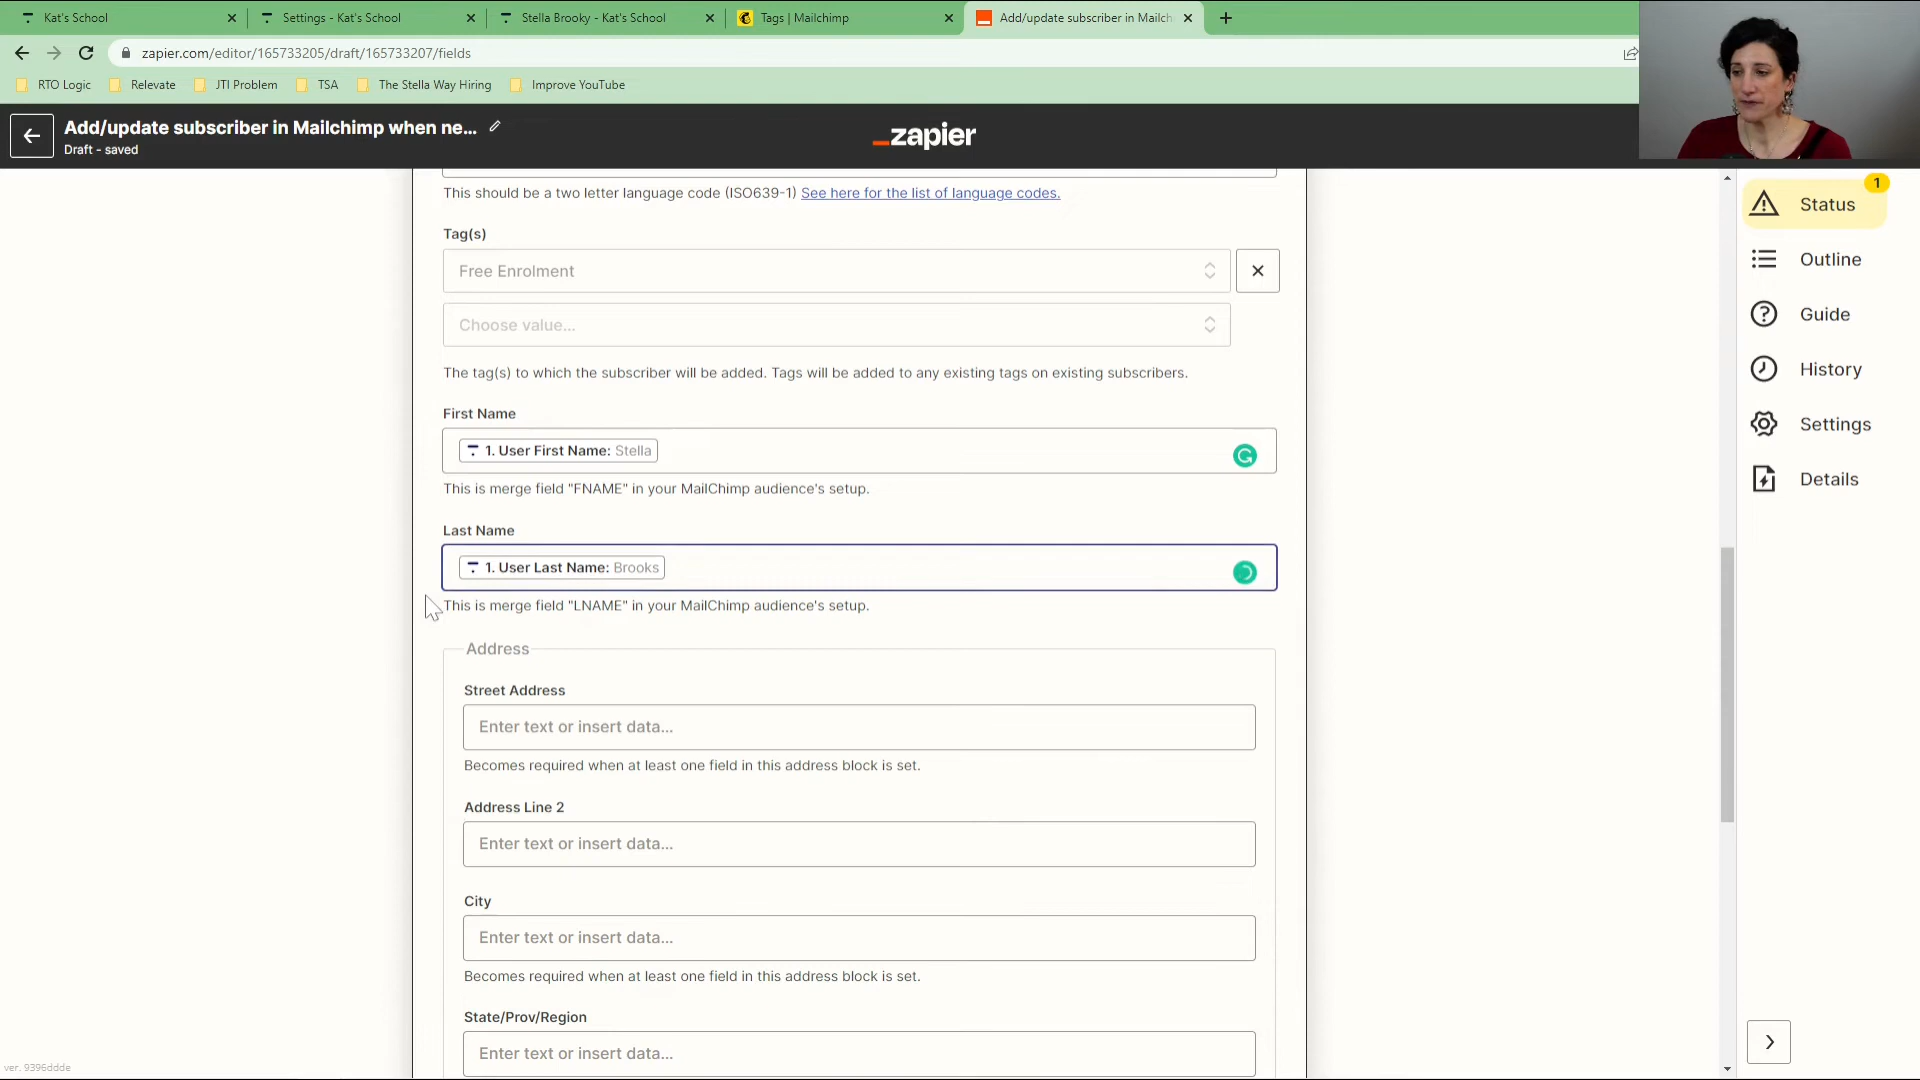 Kat's School
Settings - Kat's School
Stella Brooky - Kat's School
Tags | Mailchimp
Add/update subscriber in Mailch
zapier.com/editor/165733205/draft/165733207/fields
RTO Logic
Relevate
JTI Problem
TSA
The Stella Way Hiring
Improve YouTube
Add/update subscriber in Mailchimp when ne...
Draft - saved
_zapier
This should be a two letter language code (ISO639-1) See here for the list of language codes.
Tag(s)
Free Enrolment
Choose value...
The tag(s) to which the subscriber will be added. Tags will be added to any existing tags on existing subscribers.
First Name
1. User First Name: Stella
This is merge field "FNAME" in your MailChimp audience's setup.
Last Name
1. User Last Name: Brooks
This is merge field "LNAME" in your MailChimp audience's setup.
Address
Street Address
Enter text or insert data...
Becomes required when at least one field in this address block is set.
Address Line 2
Enter text or insert data...
City
Enter text or insert data...
Becomes required when at least one field in this address block is set.
State/Prov/Region
Enter text or insert data...
1
Status
Outline
Guide
History
Settings
Details
ver. 9396ddde